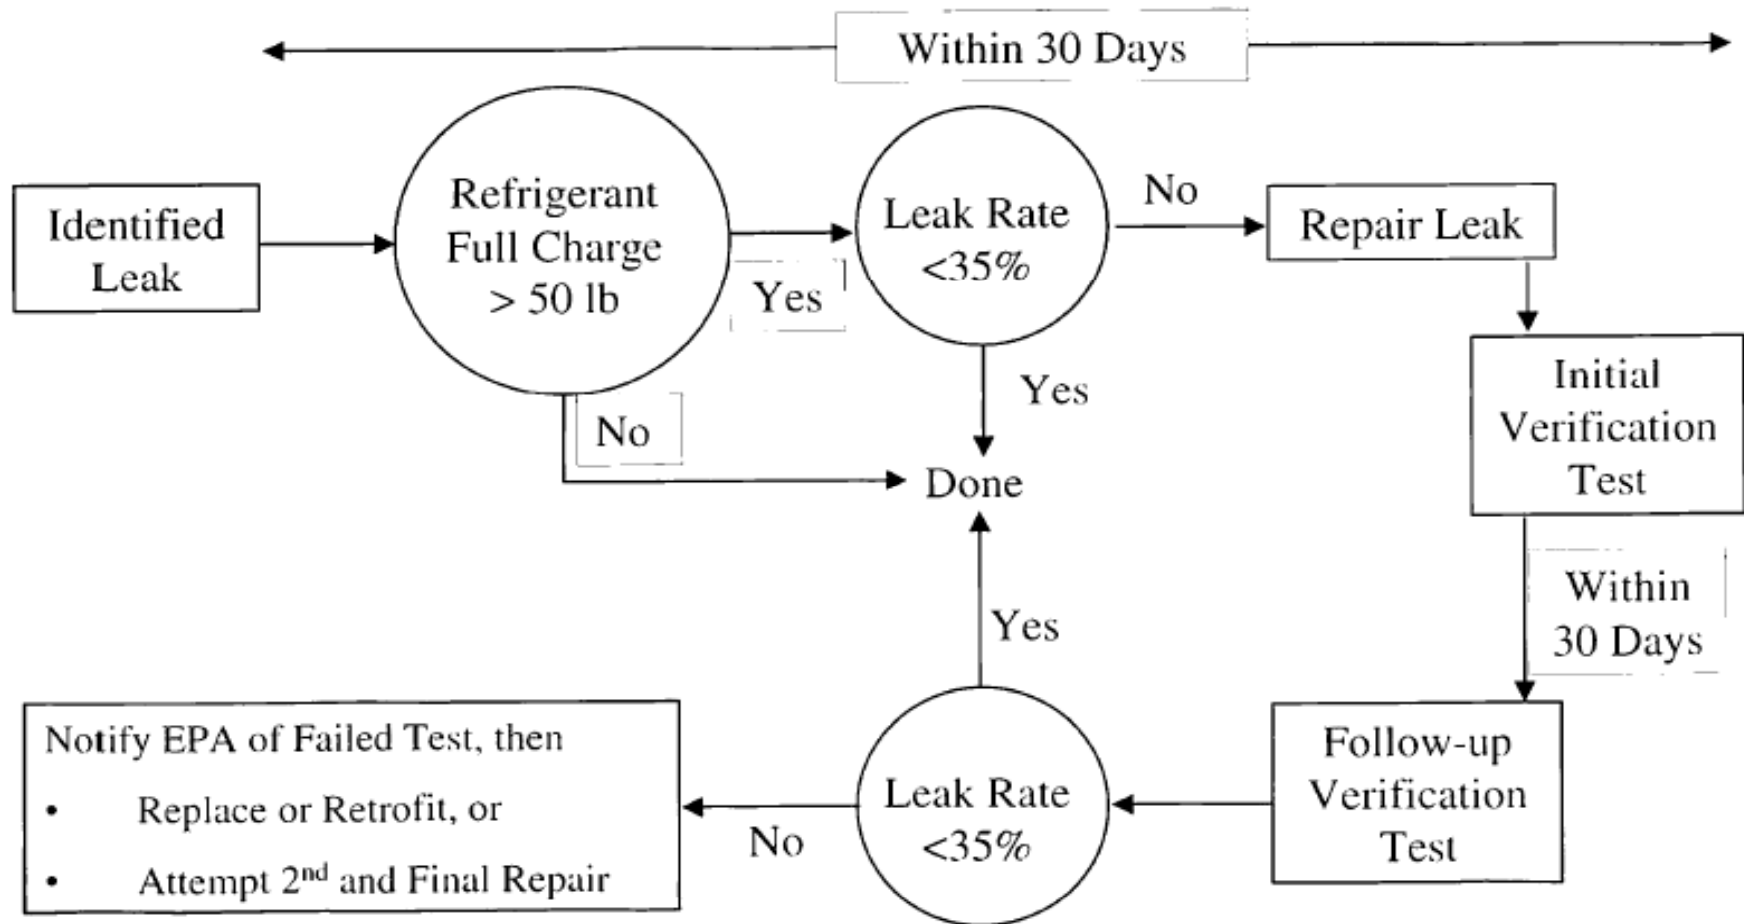 Within 30 Days
Identified
Leak
Refrigerant
Full Charge
> 50 lb
Yes
No
Leak Rate
<35%
No
Yes
Repair Leak
Done
Initial
Verification
Test
Within
30 Days
Follow-up
Verification
Test
Leak Rate
<35%
Yes
No
Notify EPA of Failed Test, then
• Replace or Retrofit, or
• Attempt 2nd and Final Repair